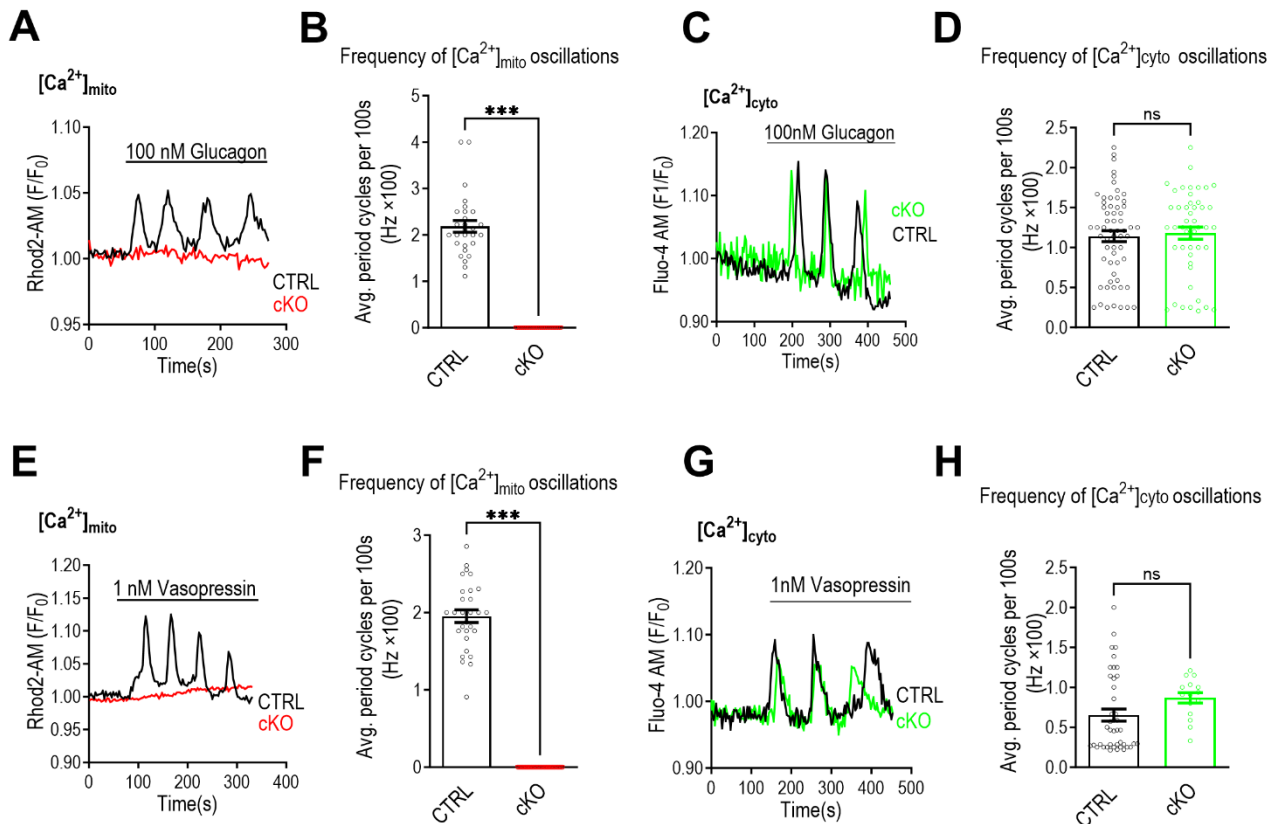 A
[Ca²⁺]mito
Rhod2-AM (F/F₀)
1.10
1.05
1.00
0.95
100 nM Glucagon
CTRL
cKO
0
100
200
300
Time(s)
B
Frequency of [Ca²⁺]mito oscillations
Avg. period cycles per 100s
(Hz ×100)
5
4
3
2
1
0
***
CTRL
cKO
C
[Ca²⁺]cyto
Fluo-4 AM (F1/F₀)
1.20
1.10
1.00
0.90
100nM Glucagon
cKO
CTRL
0
100
200
300
400
500
Time(s)
D
Frequency of [Ca²⁺]cyto oscillations
Avg. period cycles per 100s
(Hz ×100)
2.5
2.0
1.5
1.0
0.5
0.0
ns
CTRL
cKO
E
[Ca²⁺]mito
Rhod2-AM (F/F₀)
1.20
1.15
1.10
1.05
1.00
0.95
0.90
1 nM Vasopressin
CTRL
cKO
0
100
200
300
400
Time(s)
F
Frequency of [Ca²⁺]mito oscillations
Avg. period cycles per 100s
(Hz ×100)
3
2
1
0
***
CTRL
cKO
G
[Ca²⁺]cyto
Fluo-4 AM (F/F₀)
1.20
1.10
1.00
0.90
1nM Vasopressin
CTRL
cKO
0
100
200
300
400
500
Time(s)
H
Frequency of [Ca²⁺]cyto oscillations
Avg. period cycles per 100s
(Hz ×100)
2.5
2.0
1.5
1.0
0.5
0.0
ns
CTRL
cKO